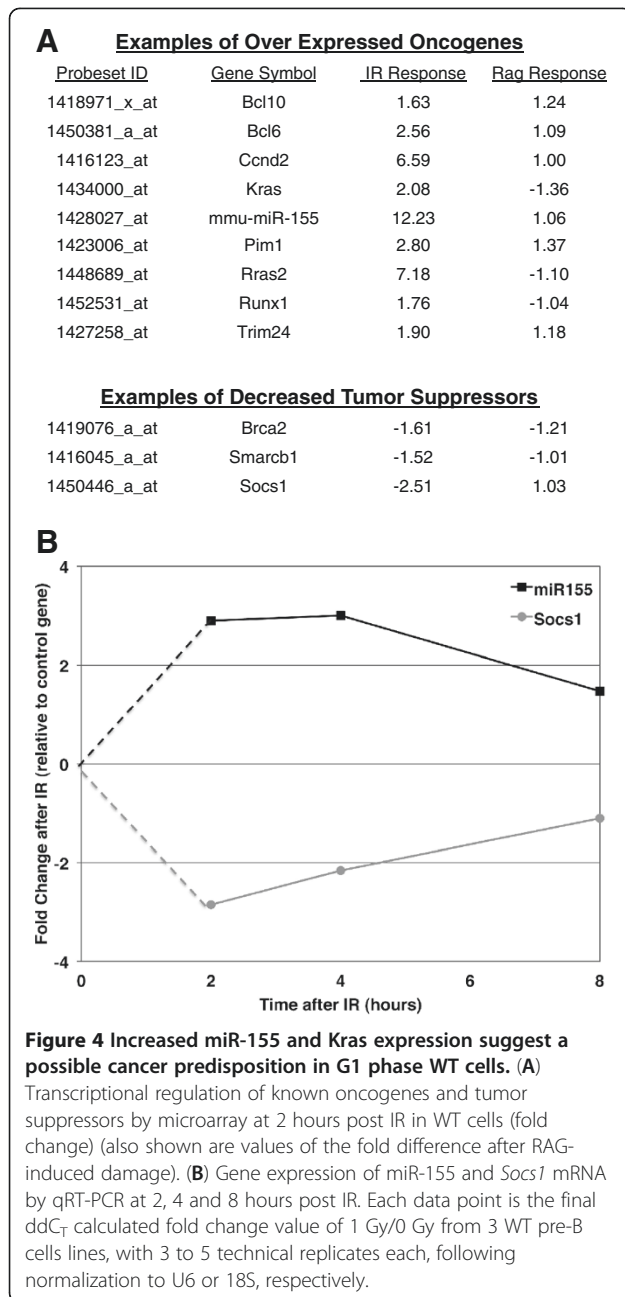 A Examples of Over Expressed Oncogenes
Probeset ID Gene Symbol IR Response Rag Response
1418971_x_at Bcl10 1.63 1.24
1450381_a_at Bcl6 2.56 1.09
1416123_at Ccnd2 6.59 1.00
1434000_at Kras 2.08 -1.36
1428027_at mmu-miR-155 12.23 1.06
1423006_at Pim1 2.80 1.37
1448689_at Rras2 7.18 -1.10
1452531_at Runx1 1.76 -1.04
1427258_at Trim24 1.90 1.18
Examples of Decreased Tumor Suppressors
1419076_a_at Brca2 -1.61 -1.21
1416045_a_at Smarcb1 -1.52 -1.01
1450446_a_at Socs1 -2.51 1.03
B
Fold Change after IR (relative to control gene)
4
2
0
-2
-4
miR155
Socs1
0 2 4 6 8
Time after IR (hours)
Figure 4 Increased miR-155 and Kras expression suggest a
possible cancer predisposition in G1 phase WT cells. (A)
Transcriptional regulation of known oncogenes and tumor
suppressors by microarray at 2 hours post IR in WT cells (fold
change) (also shown are values of the fold difference after RAG-
induced damage). (B) Gene expression of miR-155 and Socs1 mRNA
by qRT-PCR at 2, 4 and 8 hours post IR. Each data point is the final
ddCT calculated fold change value of 1 Gy/0 Gy from 3 WT pre-B
cells lines, with 3 to 5 technical replicates each, following
normalization to U6 or 18S, respectively.